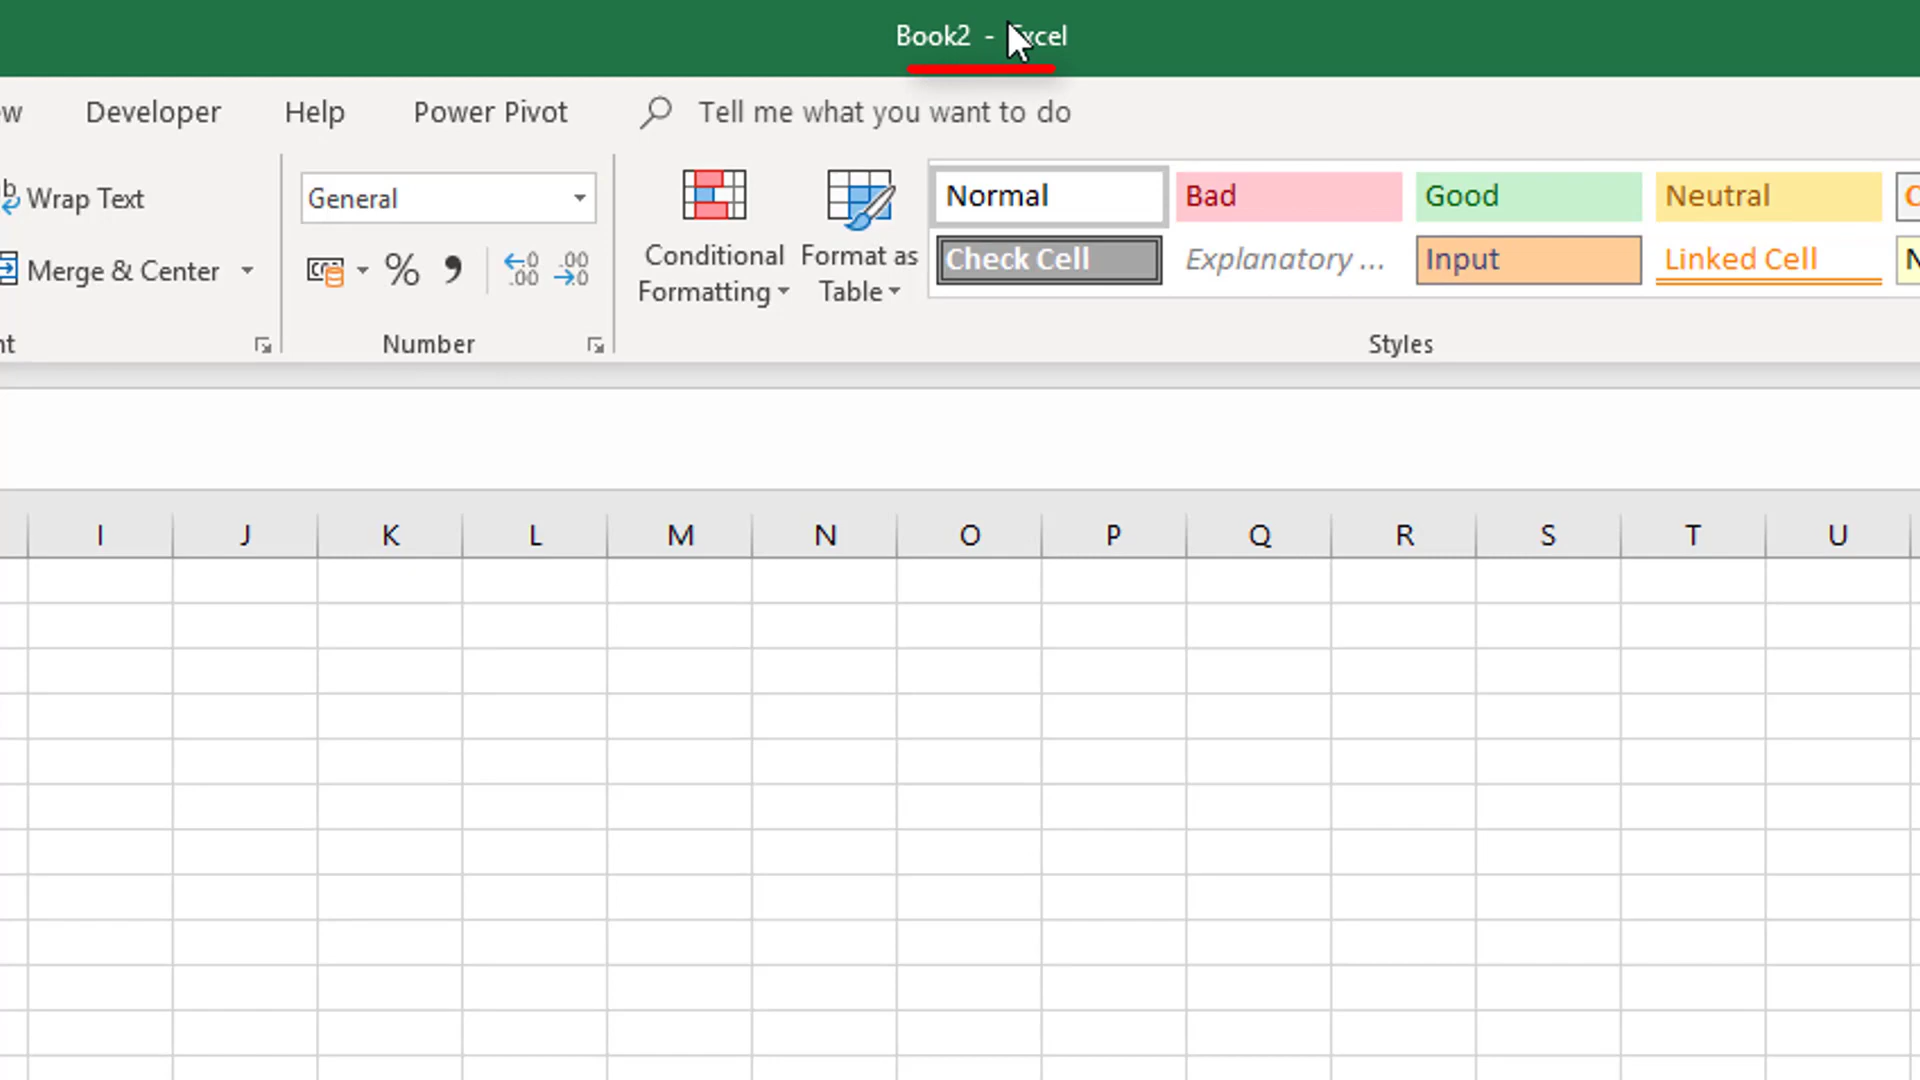 Book2 - Excel
Developer Help Power Pivot Tell me what you want to do
Wrap Text General Normal Bad Good Neutral
Merge & Center % , Conditional Formatting Format as Table Check Cell Explanatory ... Input Linked Cell
Number Styles
I J K L M N O P Q R S T U